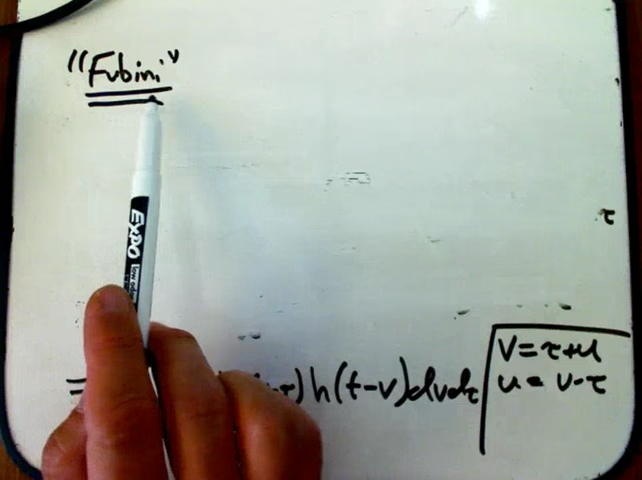 "Fubini"
EXPO
τ
= τ) h(t-v)dvdτ
v=τ+u
u= v-τ